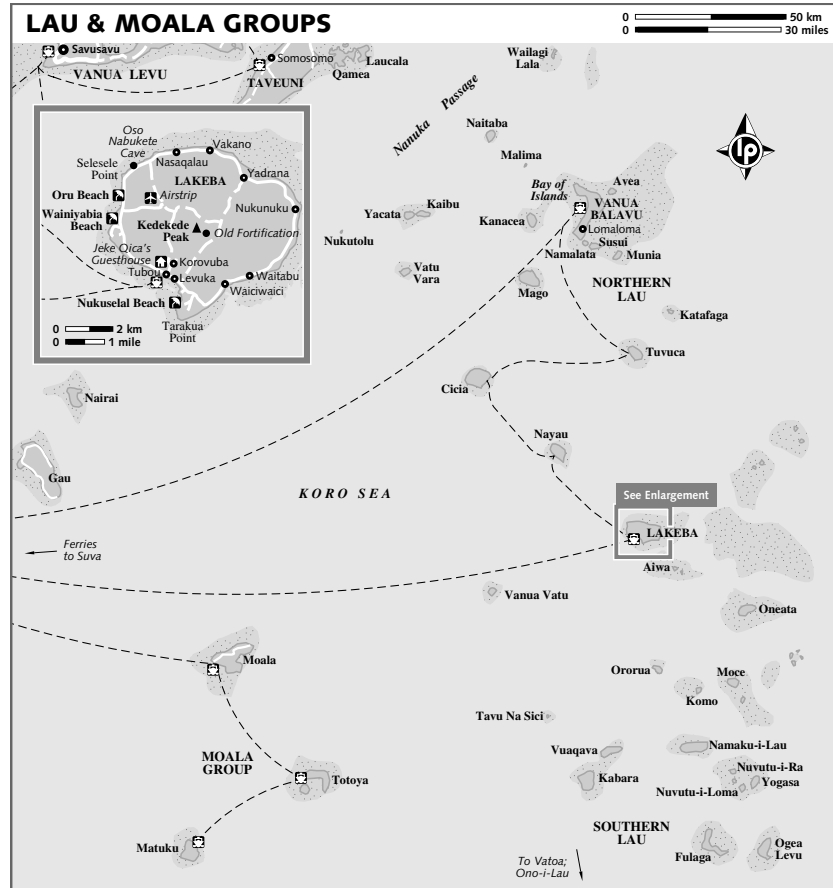 LAU & MOALA GROUPS
0 50 km
0 30 miles
Savusavu
VANUA LEVU
Somosomo
TAVEUNI
Laucala
Qamea
Wailagi
Lala
Nanuka Passage
Naitaba
Malima
lp
Oso
Nabukete
Cave
Vakano
Nasaqalau
Selesele
Point
LAKEBA
Yadrana
Oru Beach
Airstrip
Nukunuku
Wainiyabia
Beach
Kedekede
Peak
Old Fortification
Jeke Qica's
Guesthouse
Korovuba
Tubou
Levuka
Waitabu
Waiciwaici
Nukuselal Beach
Tarakua
Point
0 2 km
0 1 mile
Bay of
Islands
Avea
VANUA
BALAVU
Yacata
Kaibu
Kanacea
Lomaloma
Susui
Namalata
Munia
Nukutolu
Vatu
Vara
Mago
NORTHERN
LAU
Katafaga
Tuvuca
Cicia
Nairai
Nayau
Gau
KORO SEA
See Enlargement
LAKEBA
Ferries
to Suva
Aiwa
Vanua Vatu
Oneata
Moala
Ororua
Moce
Komo
Tavu Na Sici
MOALA
GROUP
Vuaqava
Namaku-i-Lau
Totoya
Kabara
Nuvutu-i-Ra
Yogasa
Nuvutu-i-Loma
Matuku
SOUTHERN
LAU
Fulaga
Ogea
Levu
To Vatoa;
Ono-i-Lau